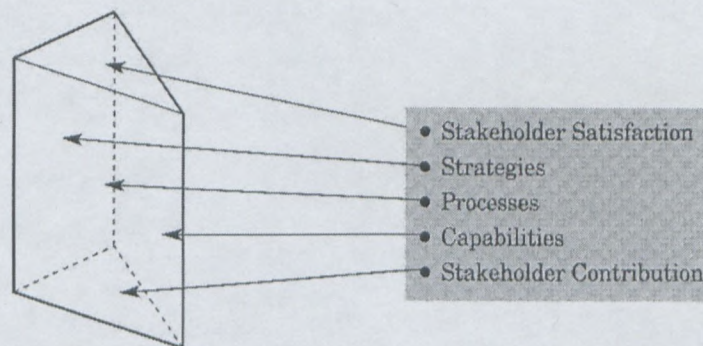 • Stakeholder Satisfaction
• Strategies
• Processes
• Capabilities
• Stakeholder Contribution